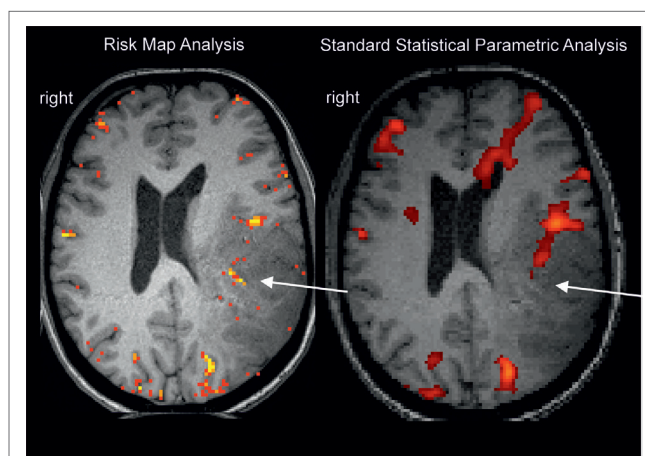 Risk Map Analysis
Standard Statistical Parametric Analysis
right
right